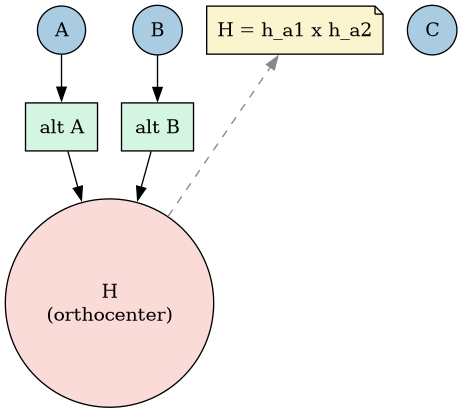 A
B
H = h_a1 x h_a2
C
alt A
alt B
H
(orthocenter)